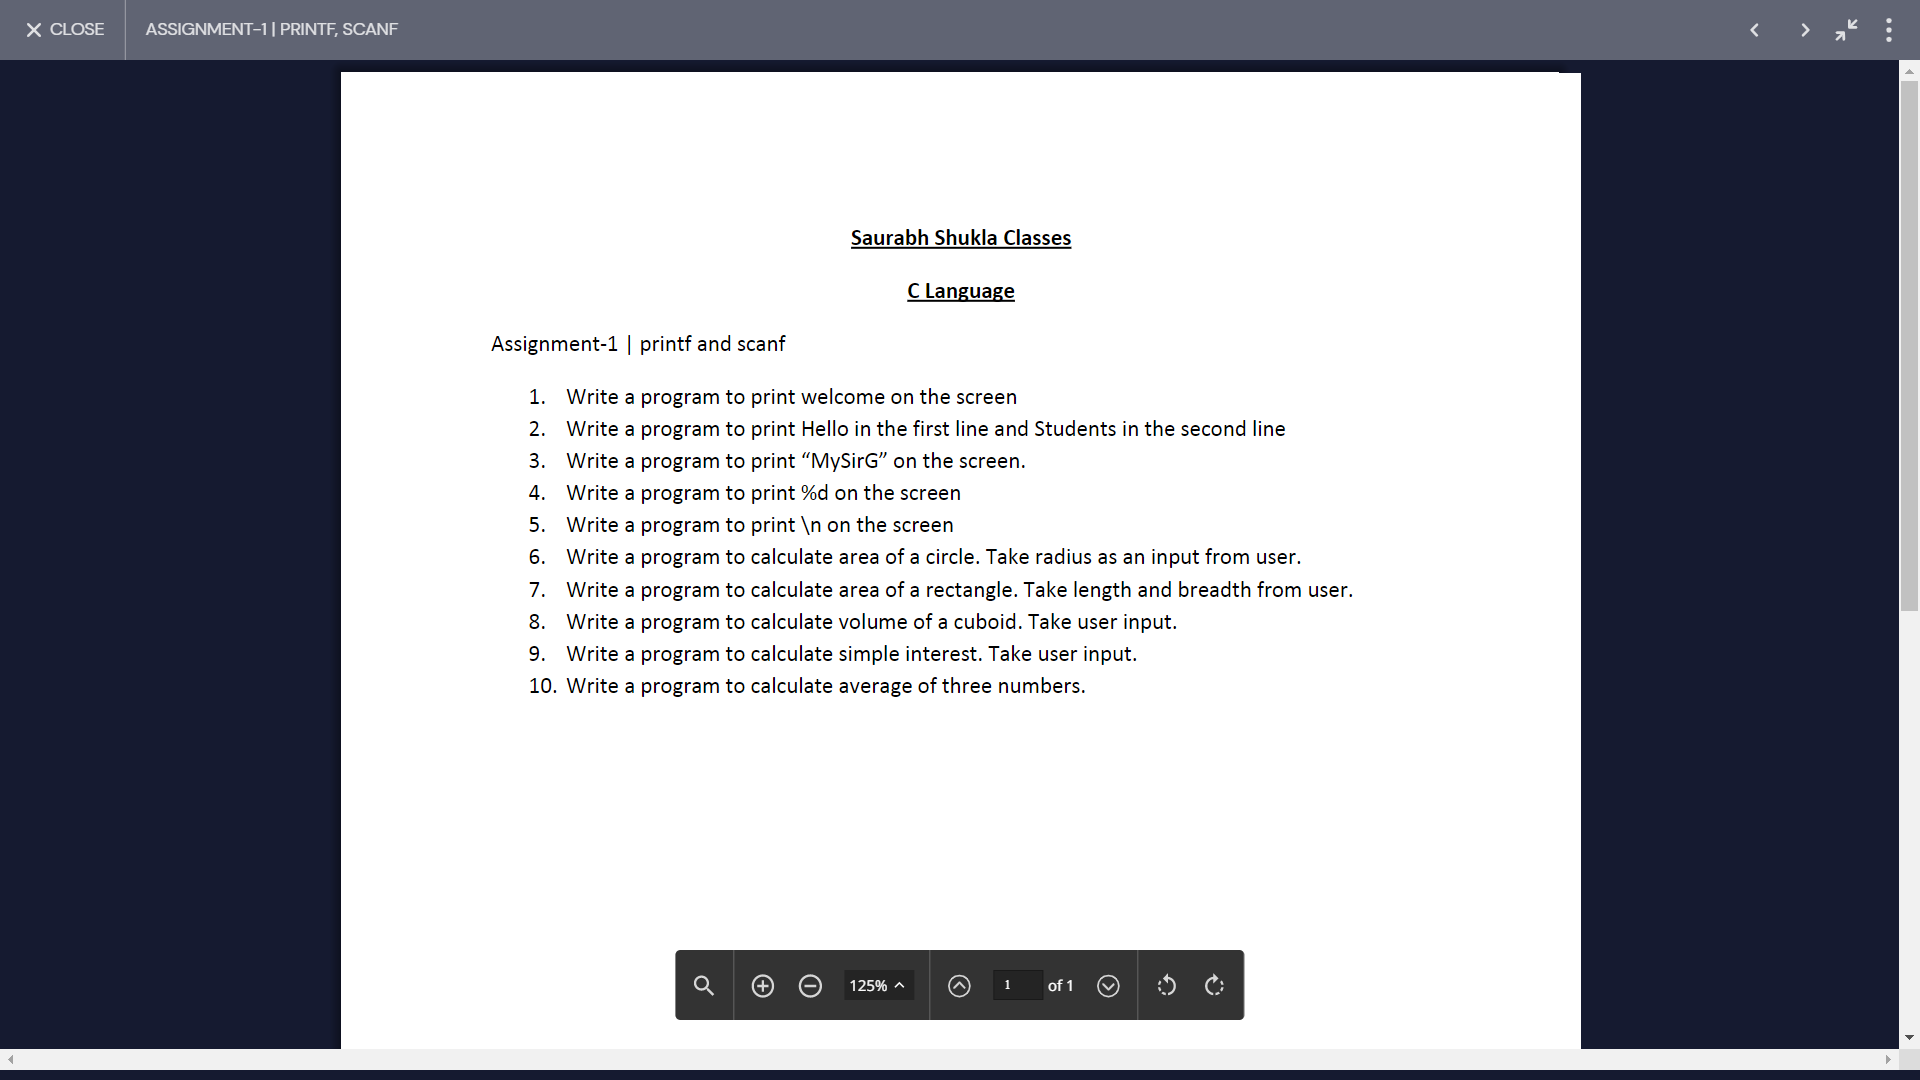 CLOSE
ASSIGNMENT-1 | PRINTF, SCANF
Saurabh Shukla Classes
C Language
Assignment-1 | printf and scanf
1. Write a program to print welcome on the screen
2. Write a program to print Hello in the first line and Students in the second line
3. Write a program to print “MySirG” on the screen.
4. Write a program to print %d on the screen
5. Write a program to print \n on the screen
6. Write a program to calculate area of a circle. Take radius as an input from user.
7. Write a program to calculate area of a rectangle. Take length and breadth from user.
8. Write a program to calculate volume of a cuboid. Take user input.
9. Write a program to calculate simple interest. Take user input.
10. Write a program to calculate average of three numbers.
125% 1 of 1